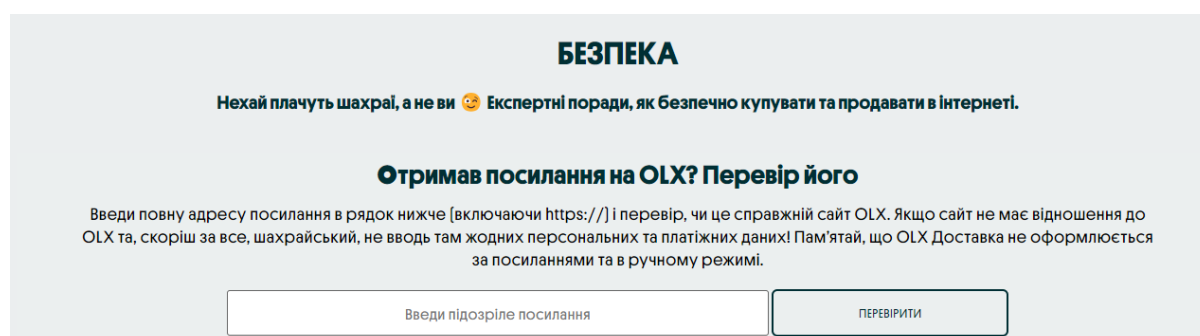 БЕЗПЕКА
Нехай плачуть шахраї, а не ви 😉 Експертні поради, як безпечно купувати та продавати в інтернеті.
Отримав посилання на OLX? Перевір його
Введи повну адресу посилання в рядок нижче (включаючи https://) і перевір, чи це справжній сайт OLX. Якщо сайт не має відношення до
OLX та, скоріш за все, шахрайський, не вводь там жодних персональних та платіжних даних! Пам'ятай, що OLX Доставка не оформлюється
за посиланнями та в ручному режимі.
Введи підозріле посилання
ПЕРЕВІРИТИ